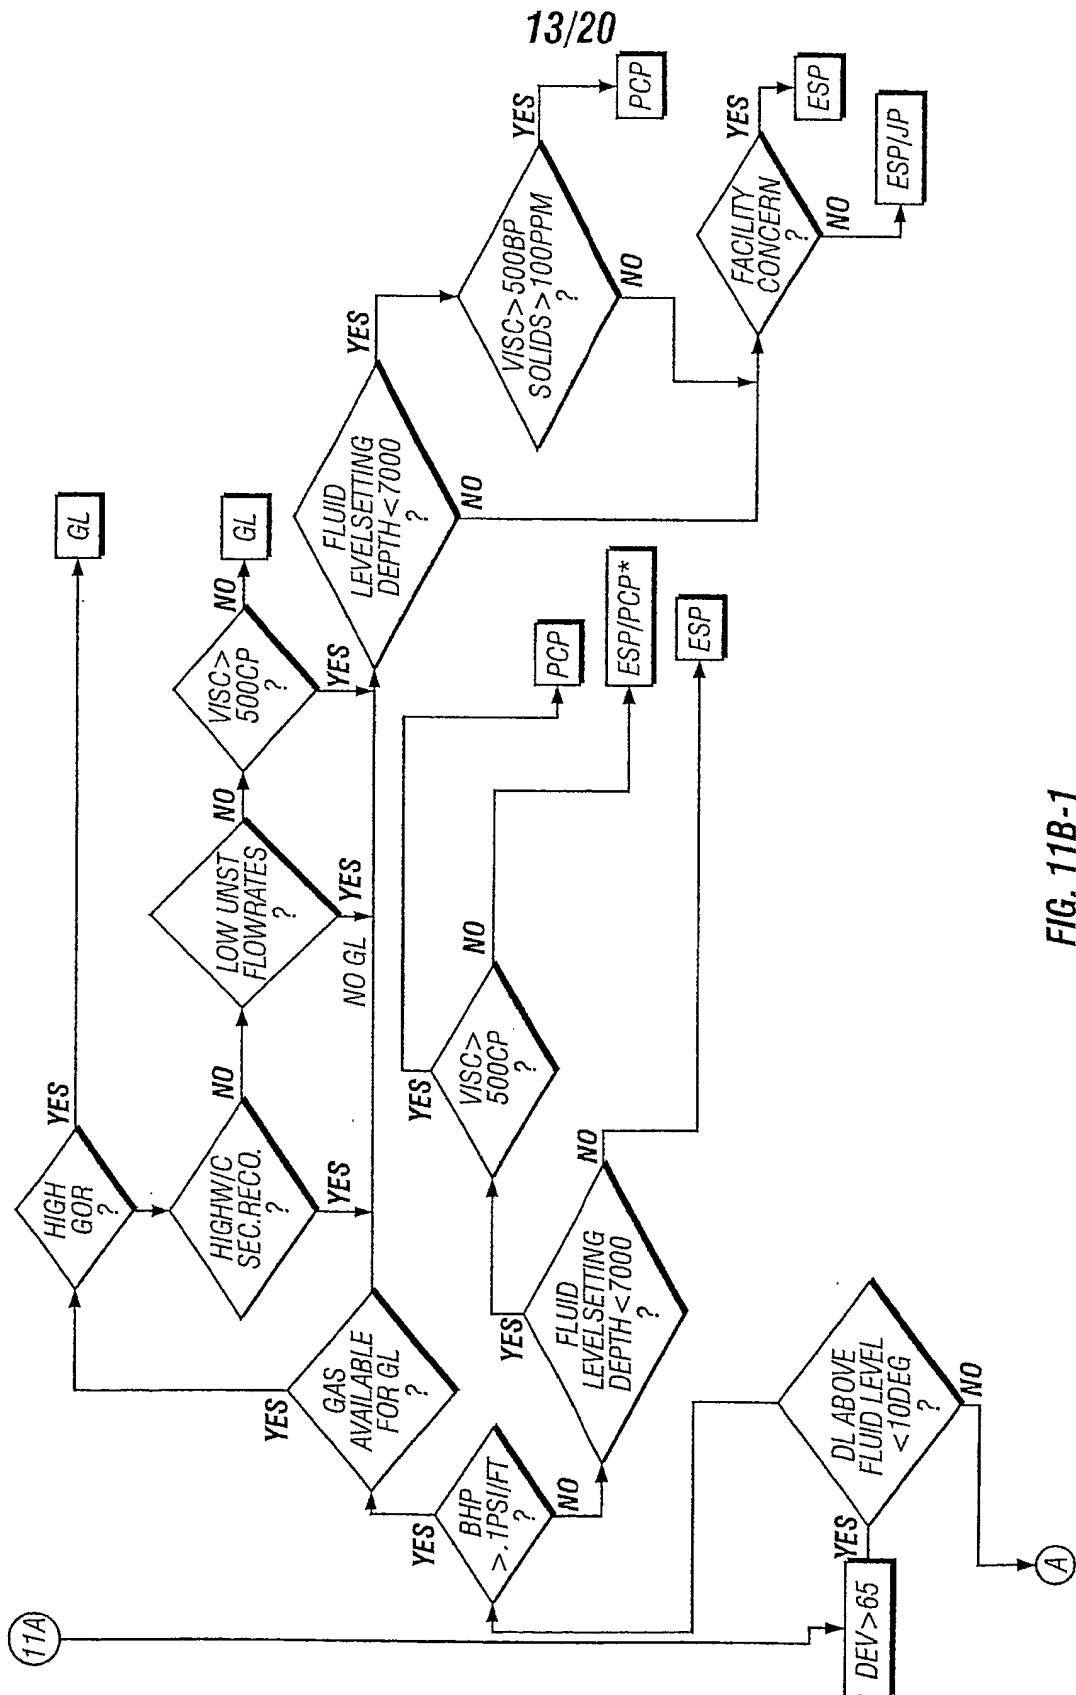 13/20
11A
DEV>65
YES
DL ABOVE
FLUID LEVEL
<10DEG
?
NO
A
BHP
>.1PSI/FT
?
YES
NO
GAS
AVAILABLE
FOR GL
?
YES
HIGH
GOR
?
YES
GL
HIGHW/C
SEC.RECO.
?
NO
YES
LOW UNST
FLOWRATES
?
NO
YES
VISC>
500CP
?
NO
YES
GL
NO GL
FLUID
LEVELSETTING
DEPTH<7000
?
YES
NO
VISC>500BP
SOLIDS>100PPM
?
YES
NO
PCP
FACILITY
CONCERN
?
YES
NO
ESP
ESP/JP
FLUID
LEVELSETTING
DEPTH<7000
?
YES
NO
VISC>
500CP
?
YES
NO
PCP
ESP/PCP*
ESP
FIG. 11B-1